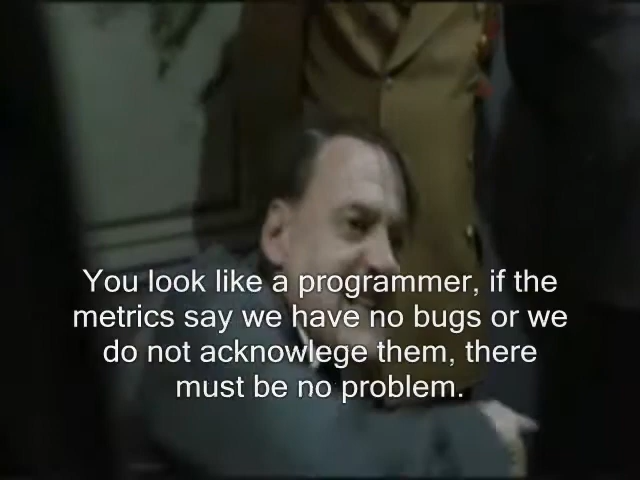 You look like a programmer, if the
metrics say we have no bugs or we
do not acknowlege them, there
must be no problem.